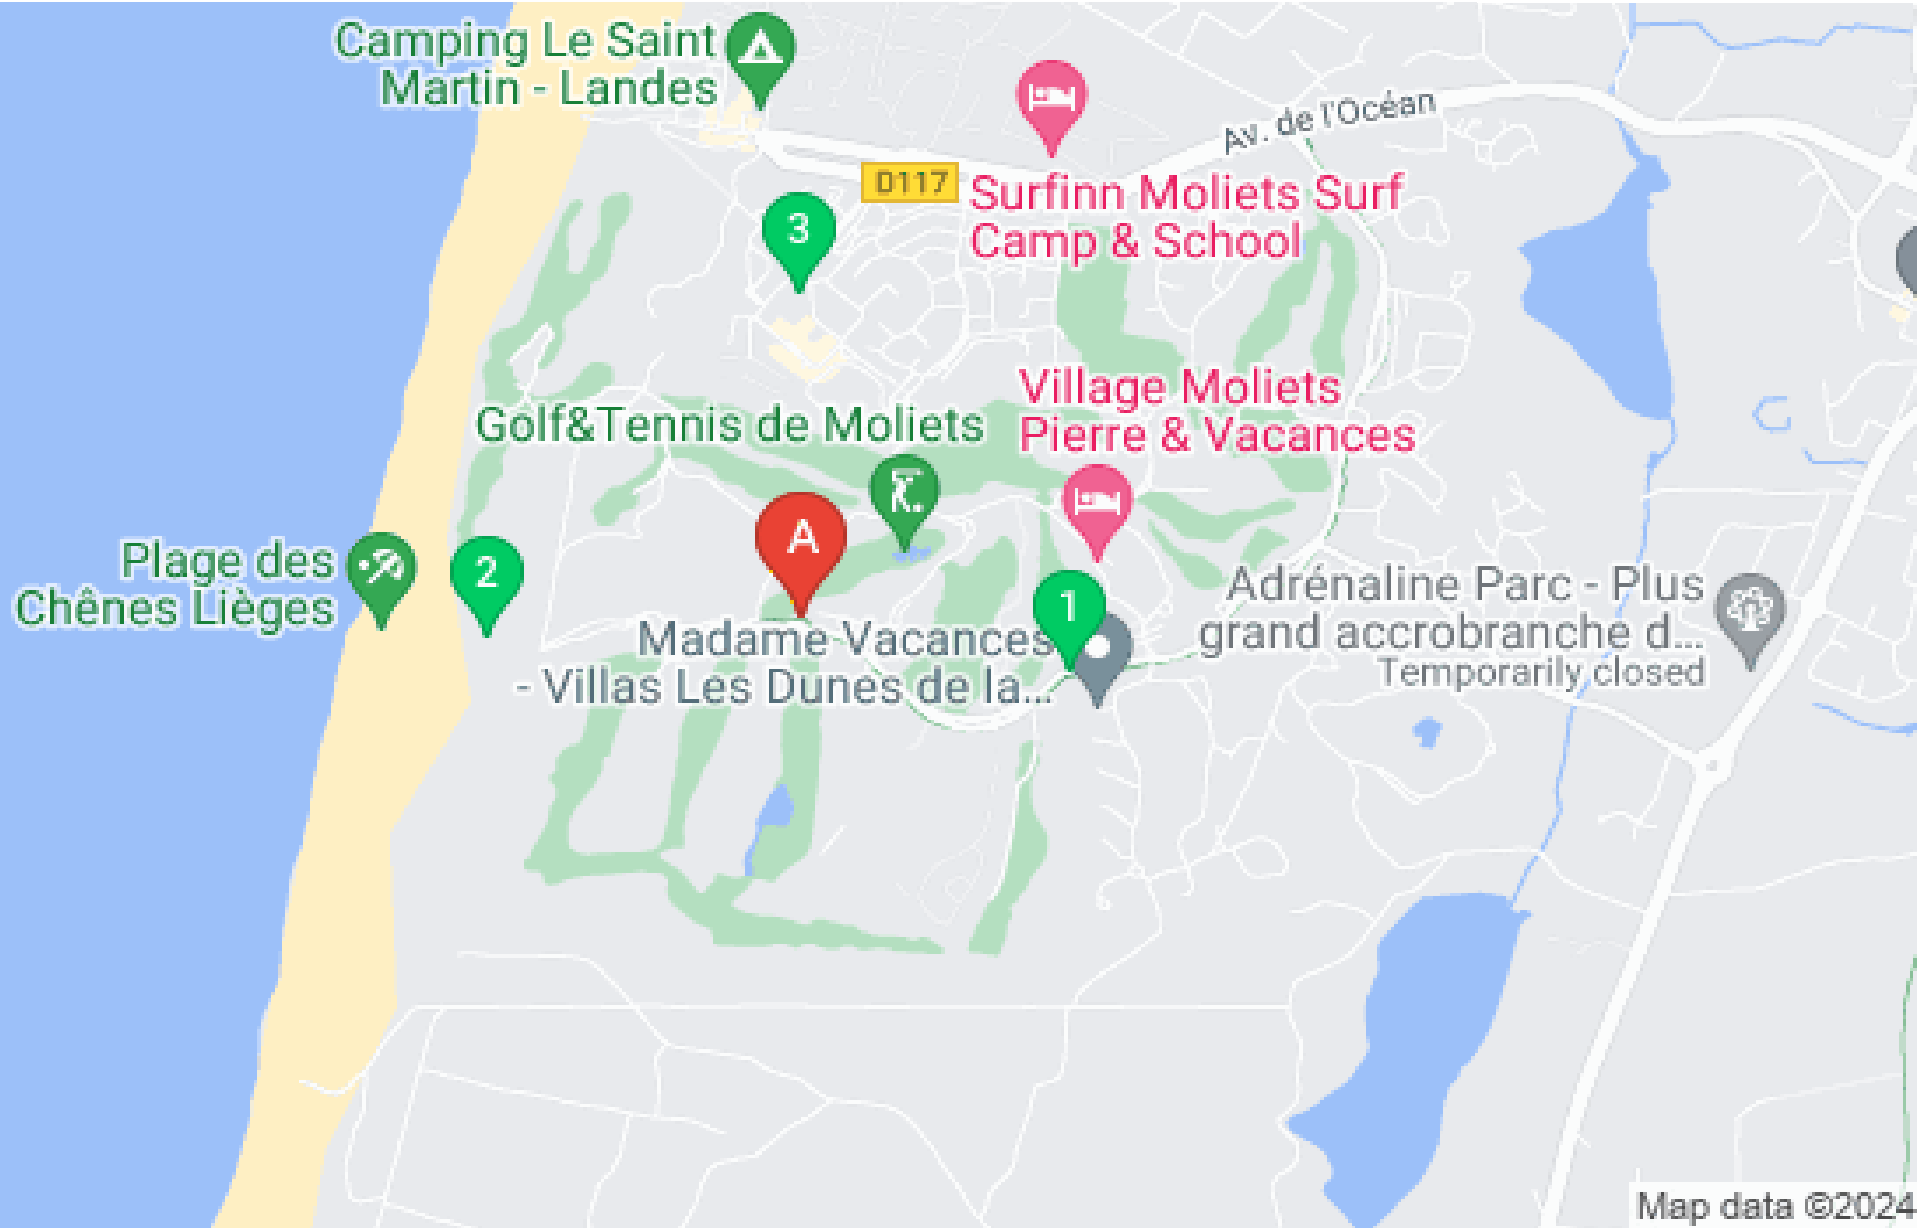 Camping Le Saint
Martin - Landes
Av. de l'Océan
D117
Surfinn Moliets Surf
Camp & School
3
Village Moliets
Pierre & Vacances
Golf&Tennis de Moliets
A
Plage des
Chênes Lièges
2
1
Adrénaline Parc - Plus
grand accrobranche d...
Temporarily closed
Madame Vacances
- Villas Les Dunes de la...
Map data ©2024